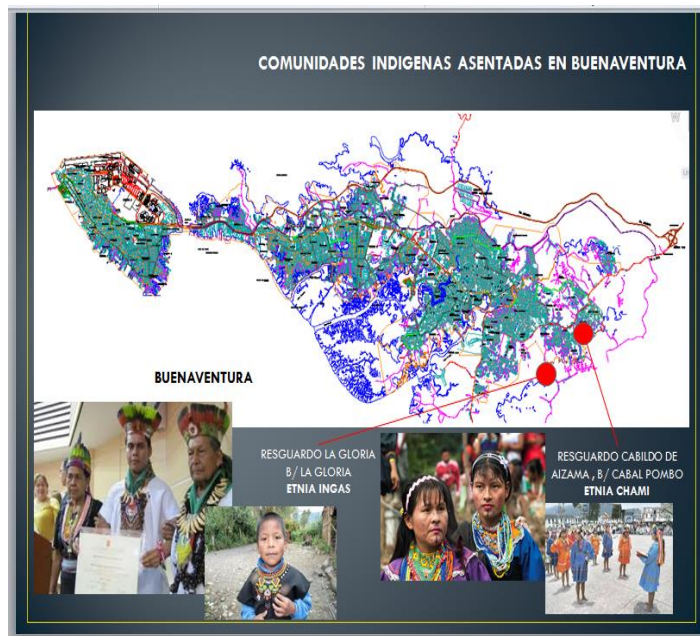 COMUNIDADES INDIGENAS ASENTADAS EN BUENAVENTURA
BUENAVENTURA
RESGUARDO LA GLORIA
B/ LA GLORIA
ETNIA INGAS
RESGUARDO CABILDO DE
AIZAMA , B/ CABAL POMBO
ETNIA CHAMI